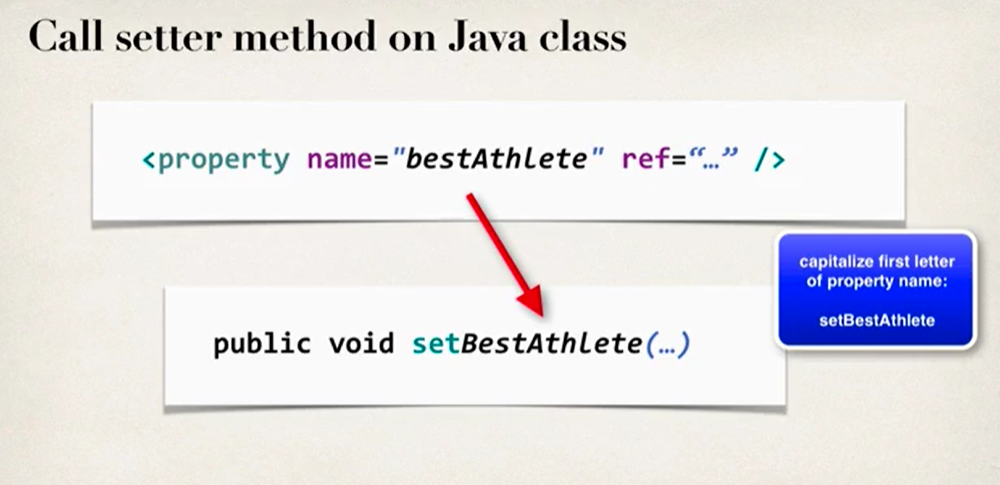 Call setter method on Java class
<property name="bestAthlete" ref=“…” />
capitalize first letter
of property name:
setBestAthlete
public void setBestAthlete(…)